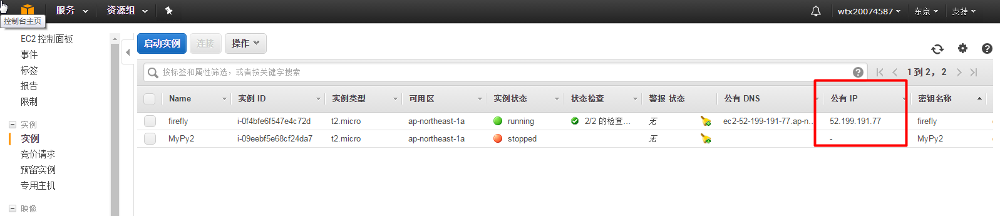 服务 资源组 wtx20074587 东京 支持
控制台主页
EC2 控制面板
事件
标签
报告
限制
实例
实例
竞价请求
预留实例
专用主机
映像
启动实例 连接 操作
按标签和属性筛选，或者按关键字搜索 1 到 2， 2
Name 实例 ID 实例类型 可用区 实例状态 状态检查 警报 状态 公有 DNS 公有 IP 密钥名称
firefly i-0f4bfe6f547e4c72d t2.micro ap-northeast-1a running 2/2 的检查... 无 ec2-52-199-191-77.ap-n... 52.199.191.77 firefly
MyPy2 i-09eebf5e68cf24da7 t2.micro ap-northeast-1a stopped 无 - MyPy2